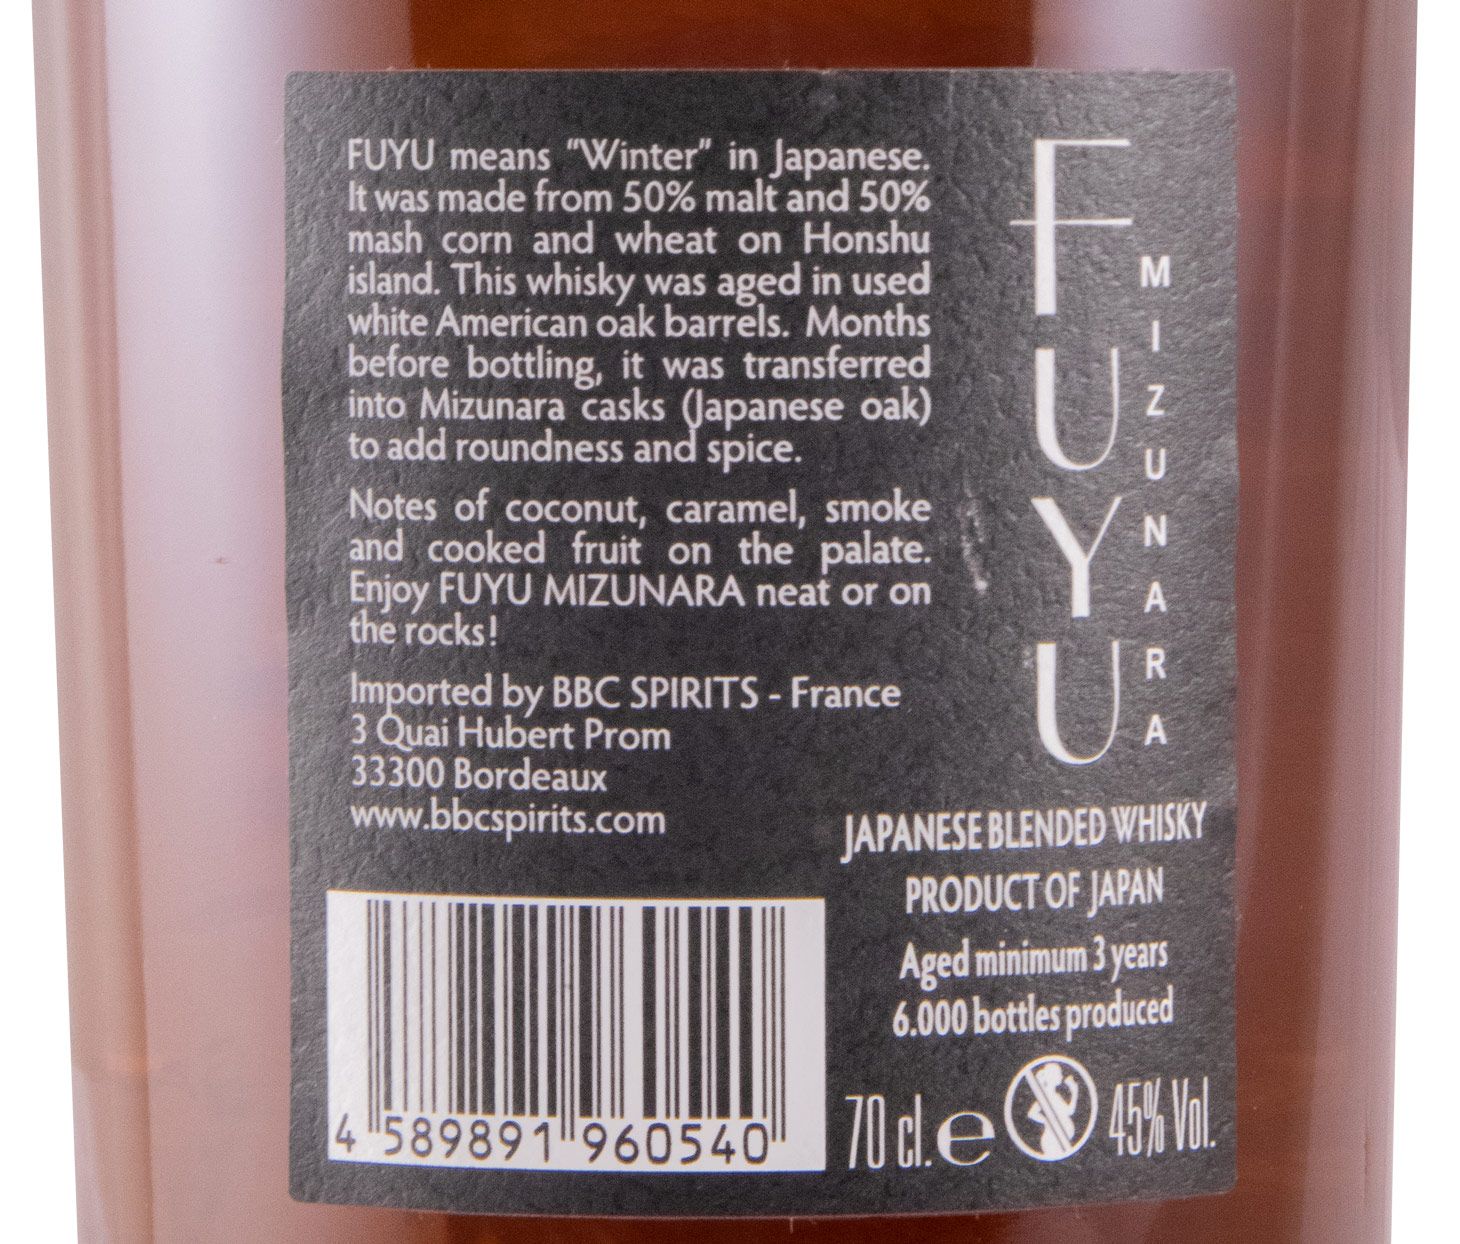 FUYU means "Winter" in Japanese.
It was made from 50% malt and 50%
mash corn and wheat on Honshu
island. This whisky was aged in used
white American oak barrels. Months
before bottling, it was transferred
into Mizunara casks (Japanese oak)
to add roundness and spice.
Notes of coconut, caramel, smoke
and cooked fruit on the palate.
Enjoy FUYU MIZUNARA neat or on
the rocks!
Imported by BBC SPIRITS - France
3 Quai Hubert Prom
33300 Bordeaux
www.bbcspirits.com
4 589891 960540
FUYU
MIZUNARA
JAPANESE BLENDED WHISKY
PRODUCT OF JAPAN
Aged minimum 3 years
6.000 bottles produced
70 cl. e 45% Vol.